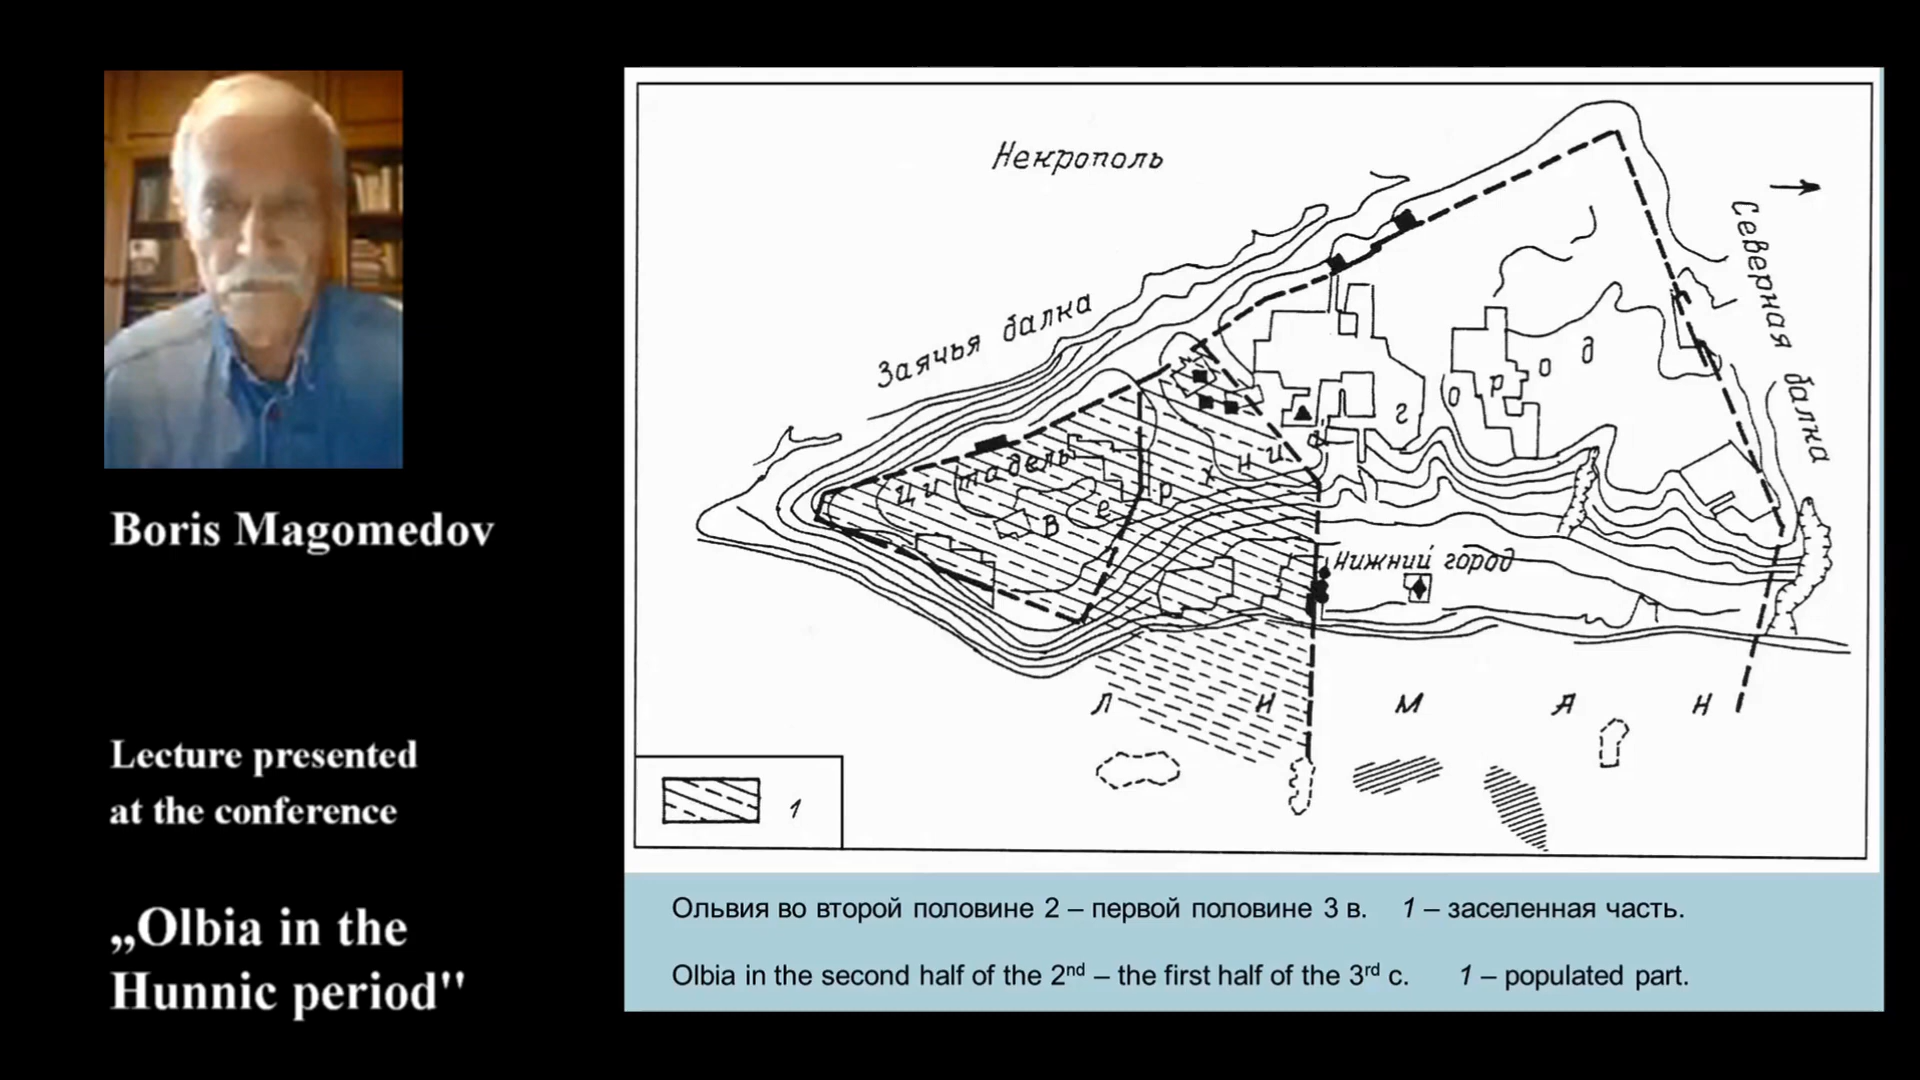 Boris Magomedov
Lecture presented
at the conference
„Olbia in the
Hunnic period"
Некрополь
Заячья балка
Северная балка
цитадель
Верхний город
Нижний город
Лиман
1
Ольвия во второй половине 2 – первой половине 3 в. 1 – заселенная часть.
Olbia in the second half of the 2nd – the first half of the 3rd c. 1 – populated part.